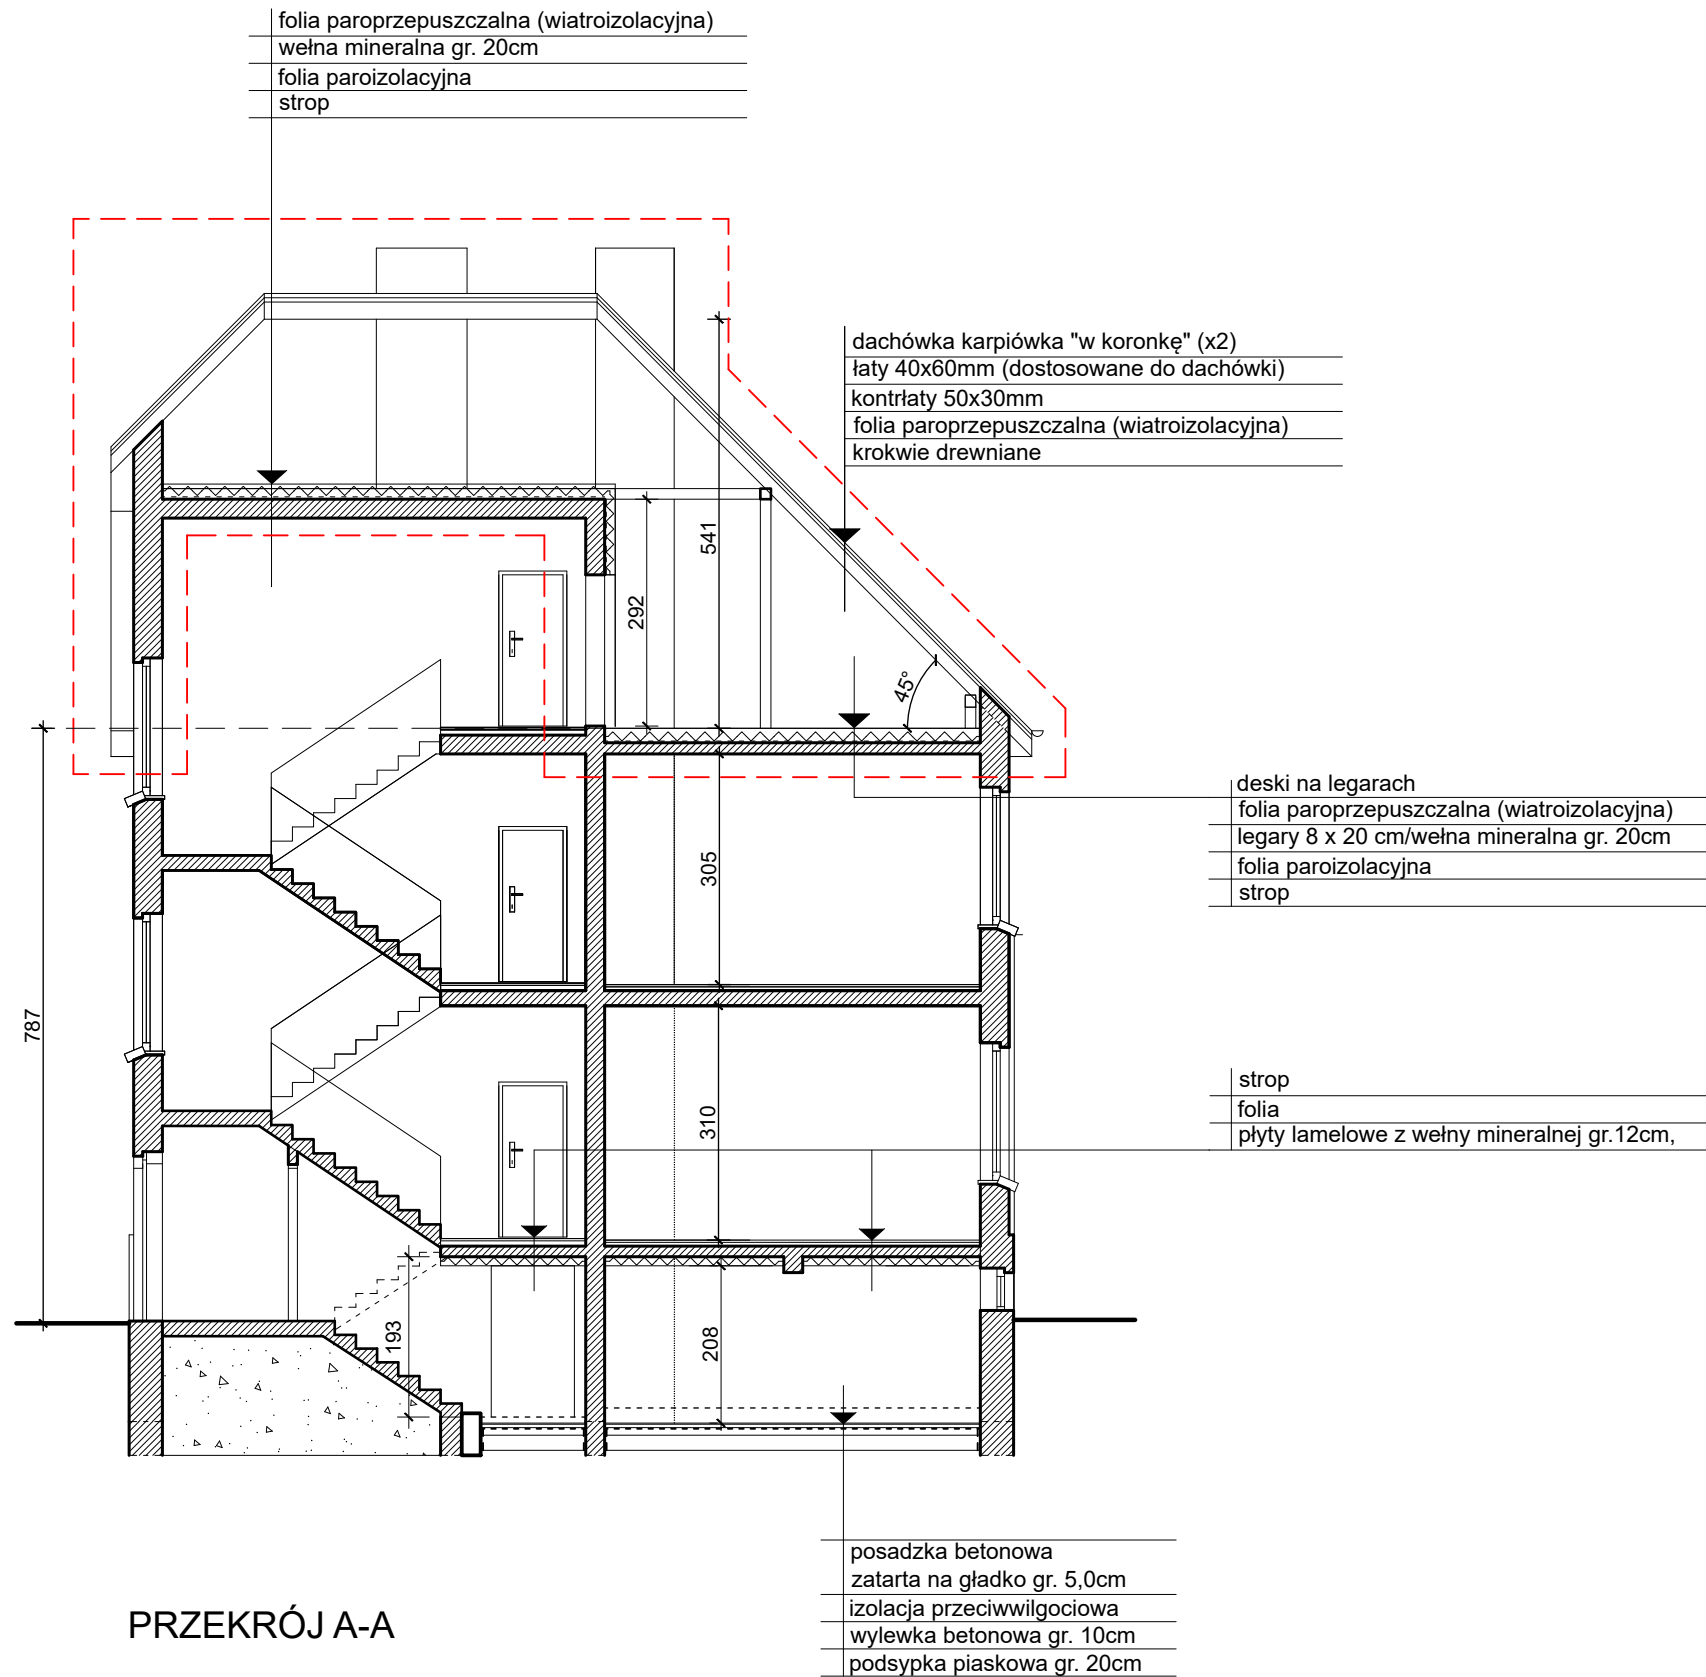 folia paroprzepuszczalna (wiatroizolacyjna)
wełna mineralna gr. 20cm
folia paroizolacyjna
strop
dachówka karpiówka "w koronkę" (x2)
łaty 40x60mm (dostosowane do dachówki)
kontrłaty 50x30mm
folia paroprzepuszczalna (wiatroizolacyjna)
krokwie drewniane
541
292
45°
deski na legarach
folia paroprzepuszczalna (wiatroizolacyjna)
legary 8 x 20 cm/wełna mineralna gr. 20cm
folia paroizolacyjna
strop
305
787
310
strop
folia
płyty lamelowe z wełny mineralnej gr.12cm,
193
208
posadzka betonowa
zatarta na gładko gr. 5,0cm
izolacja przeciwwilgociowa
wylewka betonowa gr. 10cm
podsypka piaskowa gr. 20cm
PRZEKRÓJ A-A